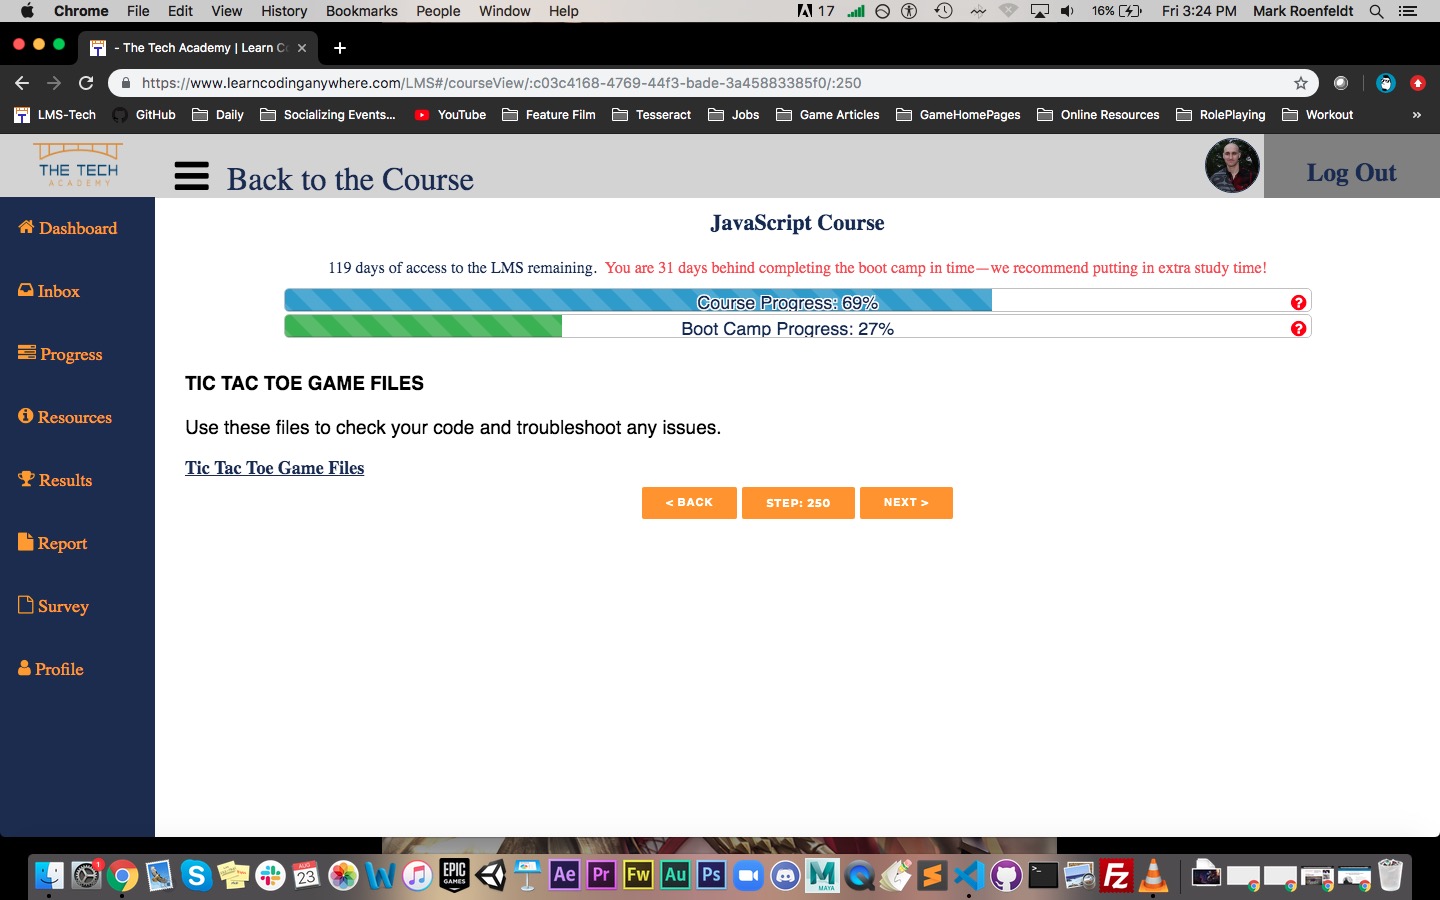 Chrome File Edit View History Bookmarks People Window Help 17 16% Fri 3:24 PM Mark Roenfeldt
- The Tech Academy | Learn Co
https://www.learncodinganywhere.com/LMS#/courseView/:c03c4168-4769-44f3-bade-3a45883385f0/:250
LMS-Tech GitHub Daily Socializing Events... YouTube Feature Film Tesseract Jobs Game Articles GameHomePages Online Resources RolePlaying Workout »
THE TECH
ACADEMY
Back to the Course
Log Out
Dashboard
Inbox
Progress
Resources
Results
Report
Survey
Profile
JavaScript Course
119 days of access to the LMS remaining. You are 31 days behind completing the boot camp in time—we recommend putting in extra study time!
Course Progress: 69% ?
Boot Camp Progress: 27% ?
TIC TAC TOE GAME FILES
Use these files to check your code and troubleshoot any issues.
Tic Tac Toe Game Files
< BACK STEP: 250 NEXT >
1 AUG 23 EPIC GAMES Ae Pr Fw Au Ps MAYA Fz